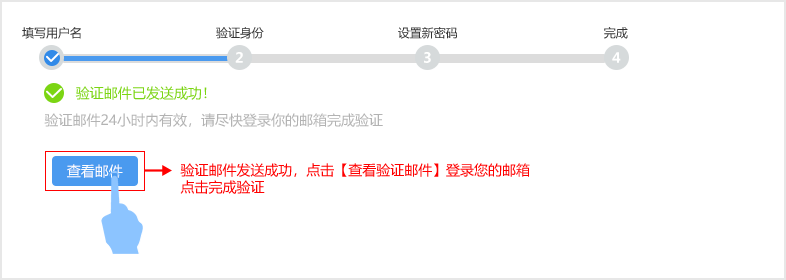 填写用户名
验证身份
设置新密码
完成
2
3
4
验证邮件已发送成功！
验证邮件24小时内有效，请尽快登录你的邮箱完成验证
查看邮件
验证邮件发送成功，点击【查看验证邮件】登录您的邮箱
点击完成验证